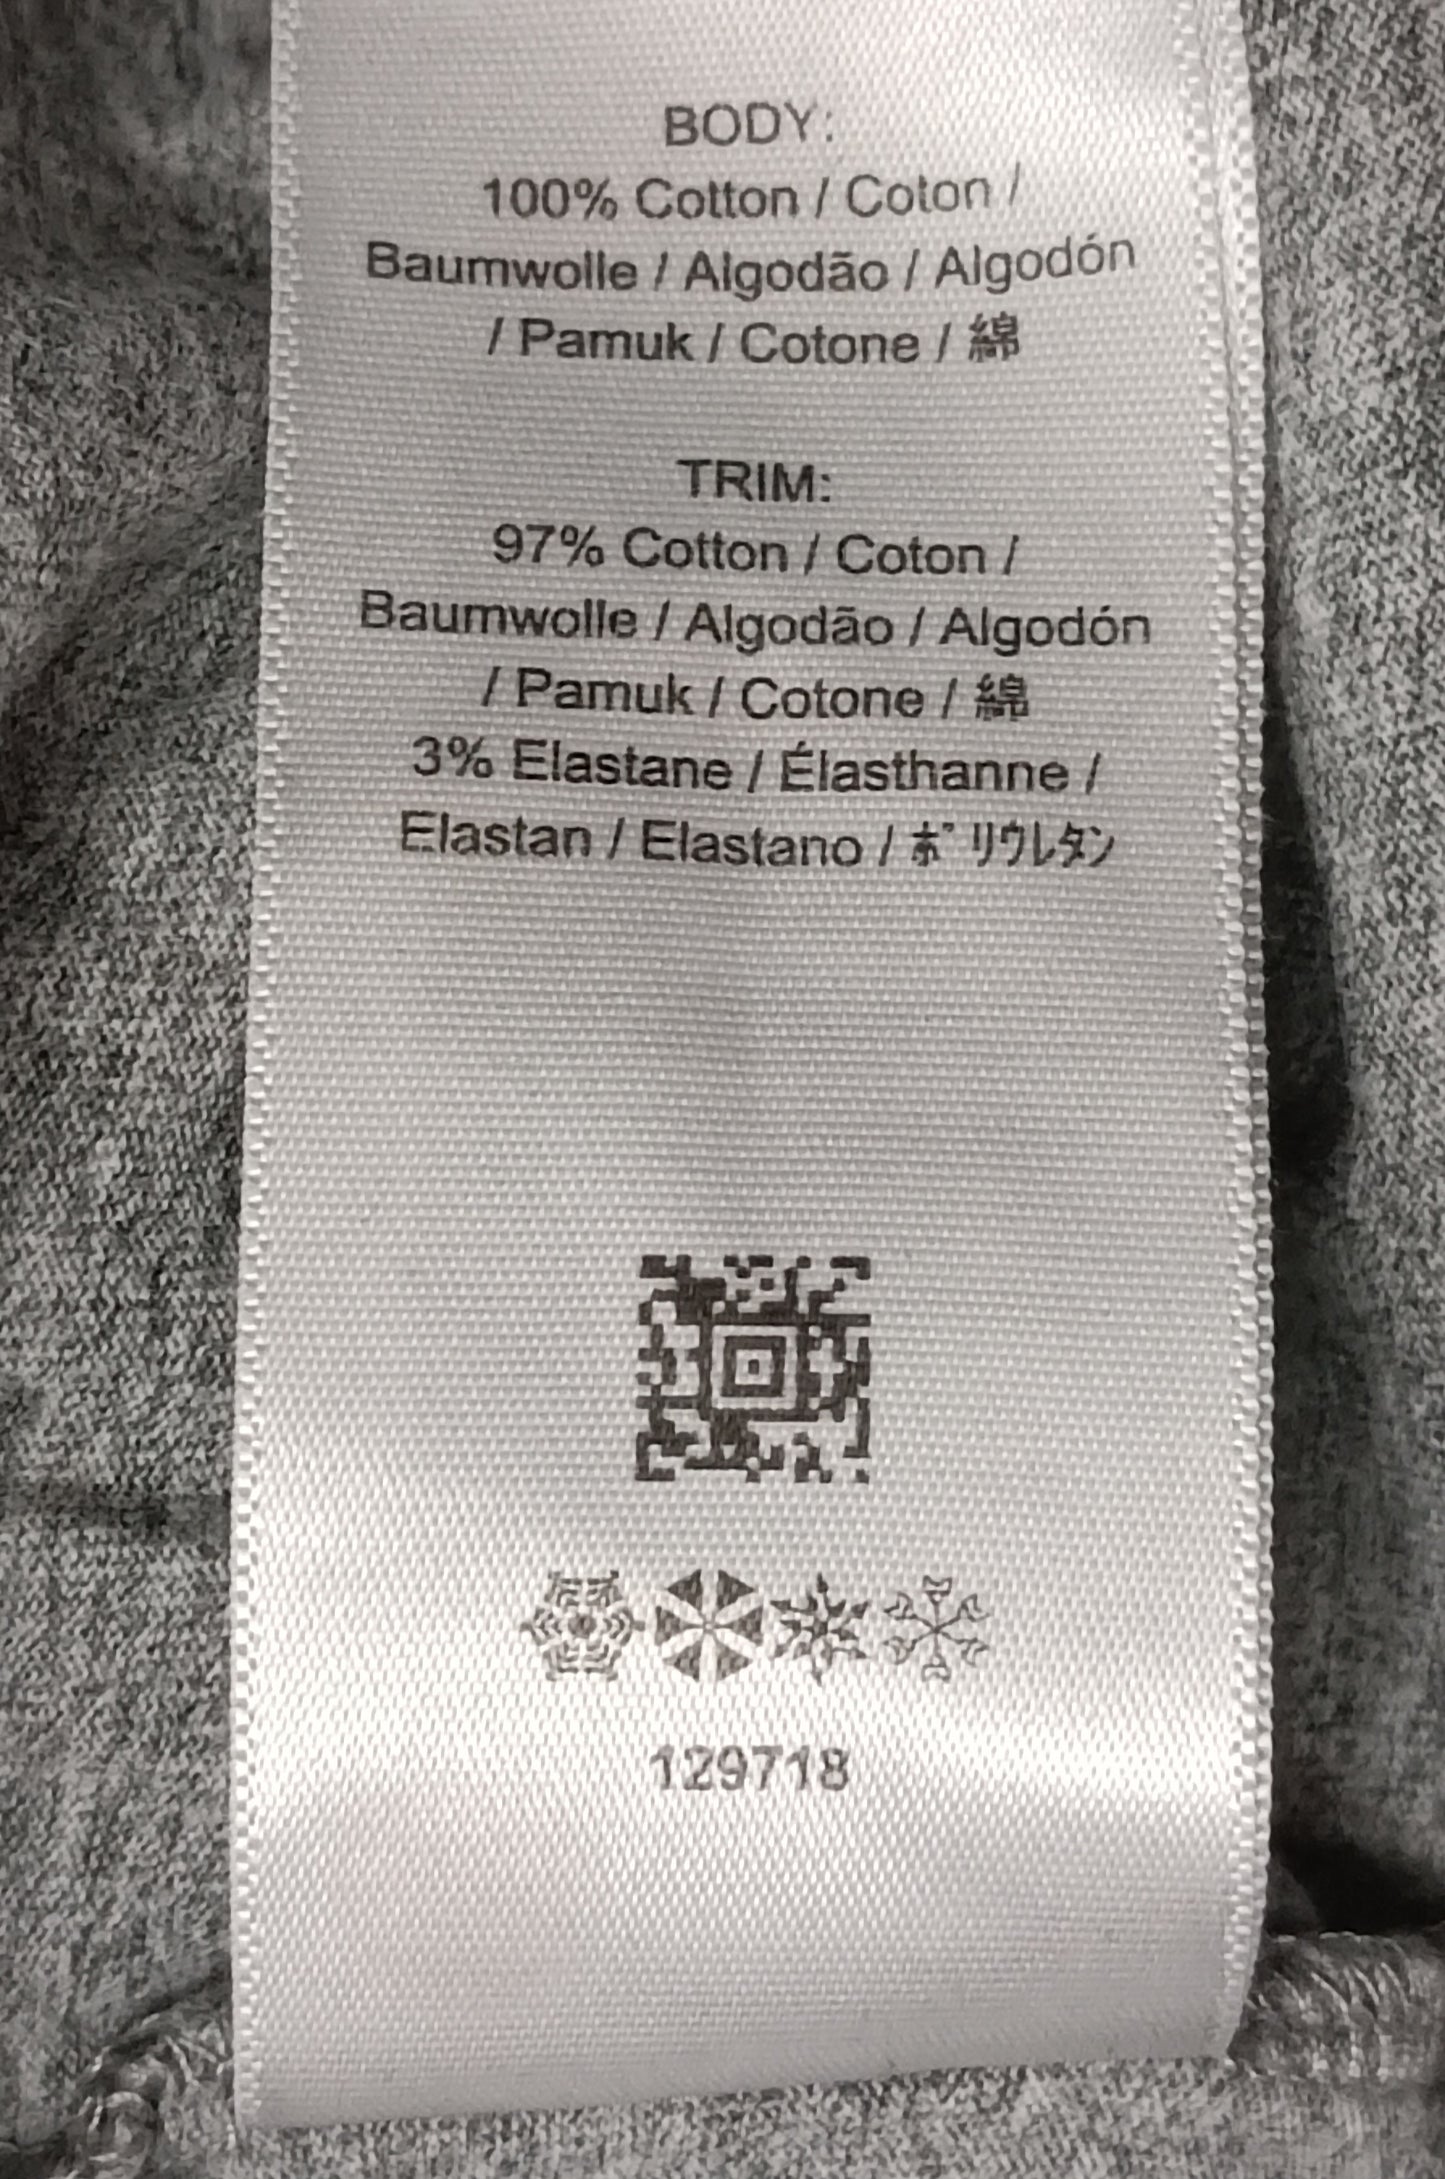 BODY:
100% Cotton / Coton /
Baumwolle / Algodão / Algodón
/ Pamuk / Cotone / 綿
TRIM:
97% Cotton / Coton /
Baumwolle / Algodão / Algodón
/ Pamuk / Cotone / 綿
3% Elastane / Élasthanne /
Elastan / Elastano / ポリウレタン
129718